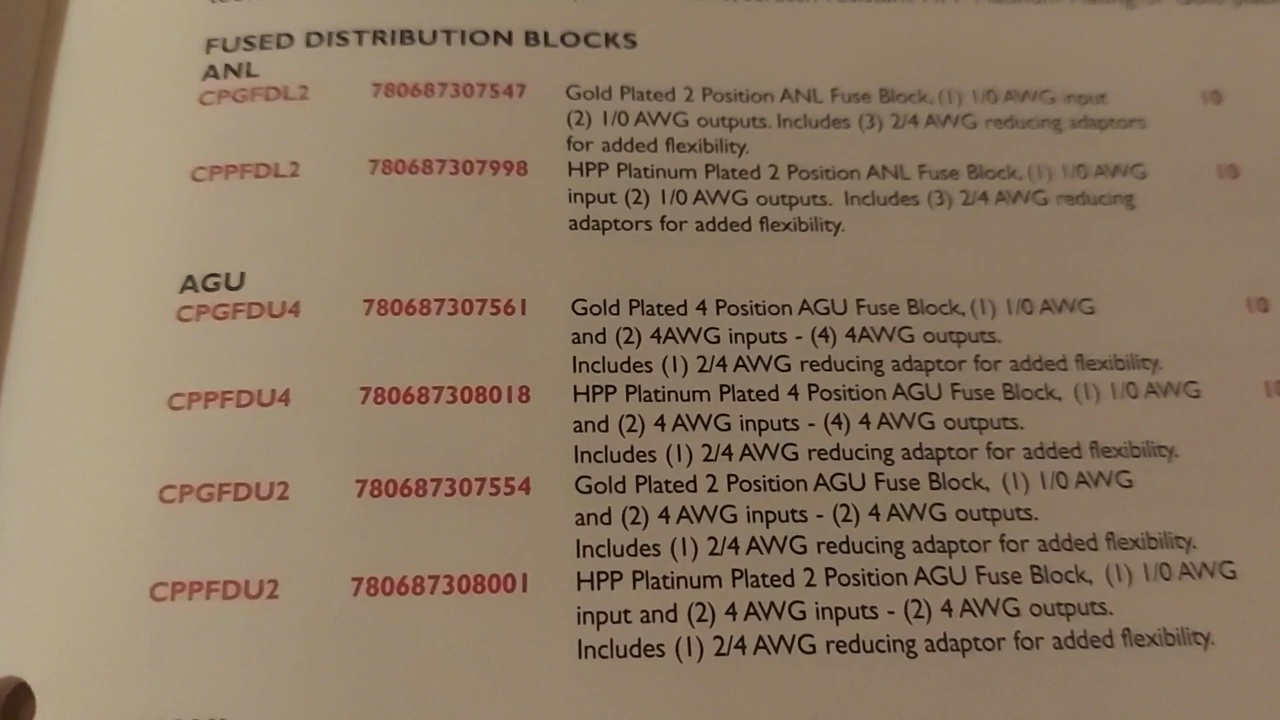 FUSED DISTRIBUTION BLOCKS
ANL
CPGFDL2 780687307547 Gold Plated 2 Position ANL Fuse Block, (1) 1/0 AWG input 10
(2) 1/0 AWG outputs. Includes (3) 2/4 AWG reducing adaptors
for added flexibility.
CPPFDL2 780687307998 HPP Platinum Plated 2 Position ANL Fuse Block, (1) 1/0 AWG 10
input (2) 1/0 AWG outputs. Includes (3) 2/4 AWG reducing
adaptors for added flexibility.
AGU
CPGFDU4 780687307561 Gold Plated 4 Position AGU Fuse Block, (1) 1/0 AWG 10
and (2) 4AWG inputs - (4) 4AWG outputs.
Includes (1) 2/4 AWG reducing adaptor for added flexibility.
CPPFDU4 780687308018 HPP Platinum Plated 4 Position AGU Fuse Block, (1) 1/0 AWG 10
and (2) 4 AWG inputs - (4) 4 AWG outputs.
Includes (1) 2/4 AWG reducing adaptor for added flexibility.
CPGFDU2 780687307554 Gold Plated 2 Position AGU Fuse Block, (1) 1/0 AWG
and (2) 4 AWG inputs - (2) 4 AWG outputs.
Includes (1) 2/4 AWG reducing adaptor for added flexibility.
CPPFDU2 780687308001 HPP Platinum Plated 2 Position AGU Fuse Block, (1) 1/0 AWG
input and (2) 4 AWG inputs - (2) 4 AWG outputs.
Includes (1) 2/4 AWG reducing adaptor for added flexibility.